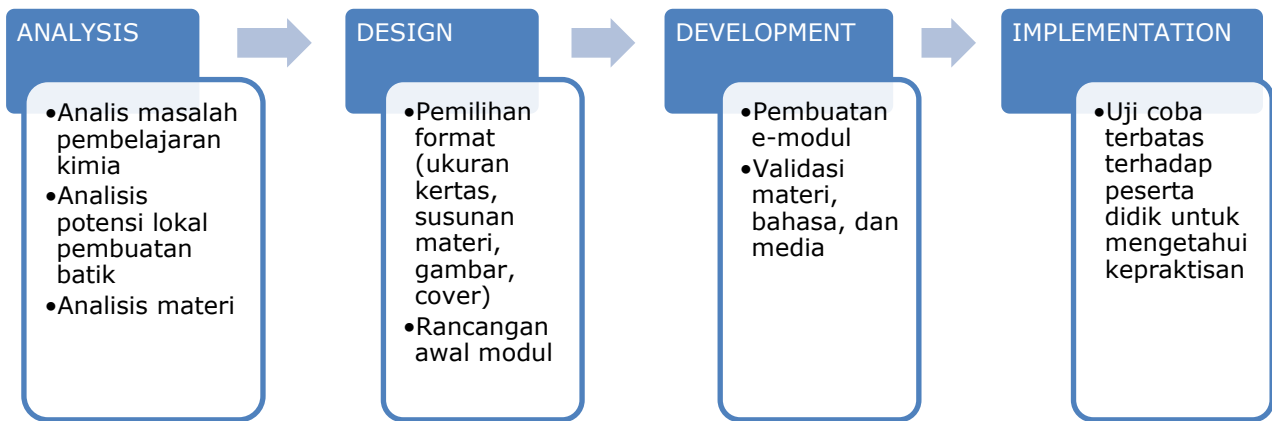 ANALYSIS
•Analis masalah
pembelajaran
kimia
•Analisis
potensi lokal
pembuatan
batik
•Analisis materi
DESIGN
•Pemilihan
format
(ukuran
kertas,
susunan
materi,
gambar,
cover)
•Rancangan
awal modul
DEVELOPMENT
•Pembuatan
e-modul
•Validasi
materi,
bahasa, dan
media
IMPLEMENTATION
•Uji coba
terbatas
terhadap
peserta
didik untuk
mengetahui
kepraktisan